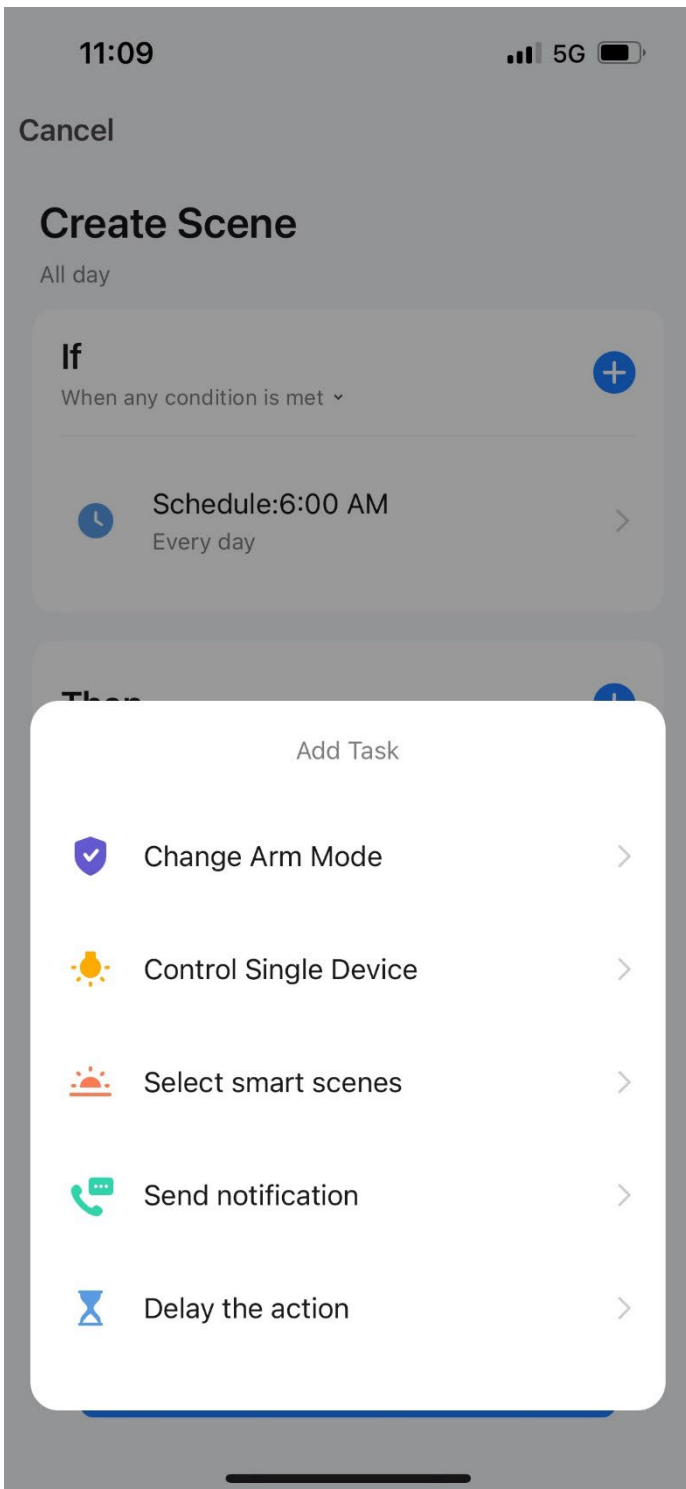 11:09
5G
Cancel
Create Scene
All day
If
When any condition is met
Schedule:6:00 AM
Every day
Then
Add Task
Change Arm Mode
Control Single Device
Select smart scenes
Send notification
Delay the action